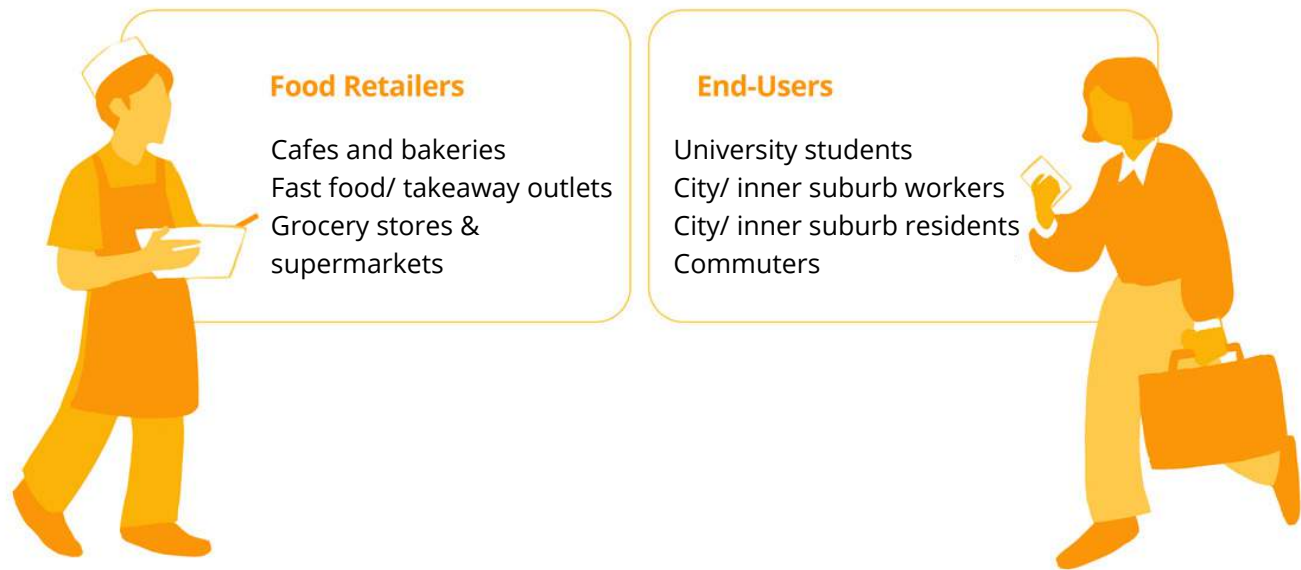 Food Retailers
Cafes and bakeries
Fast food/ takeaway outlets
Grocery stores &
supermarkets
End-Users
University students
City/ inner suburb workers
City/ inner suburb residents
Commuters